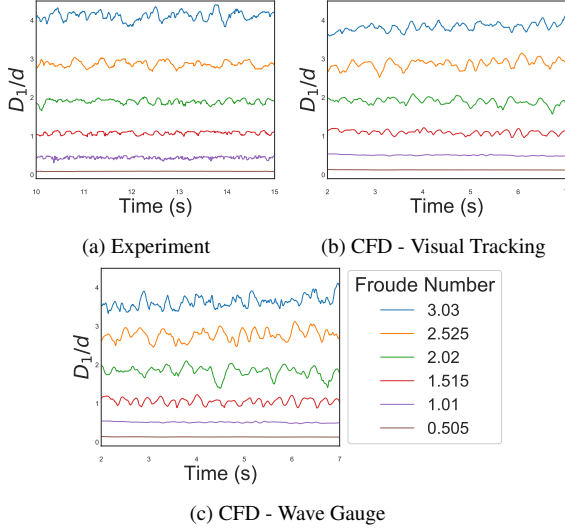 4
3
2
1
0
D₁/d
10 11 12 13 14 15
Time (s)
(a) Experiment
4
3
2
1
0
D₁/d
2 3 4 5 6 7
Time (s)
(b) CFD - Visual Tracking
4
3
2
1
0
D₁/d
2 3 4 5 6 7
Time (s)
Froude Number
3.03
2.525
2.02
1.515
1.01
0.505
(c) CFD - Wave Gauge